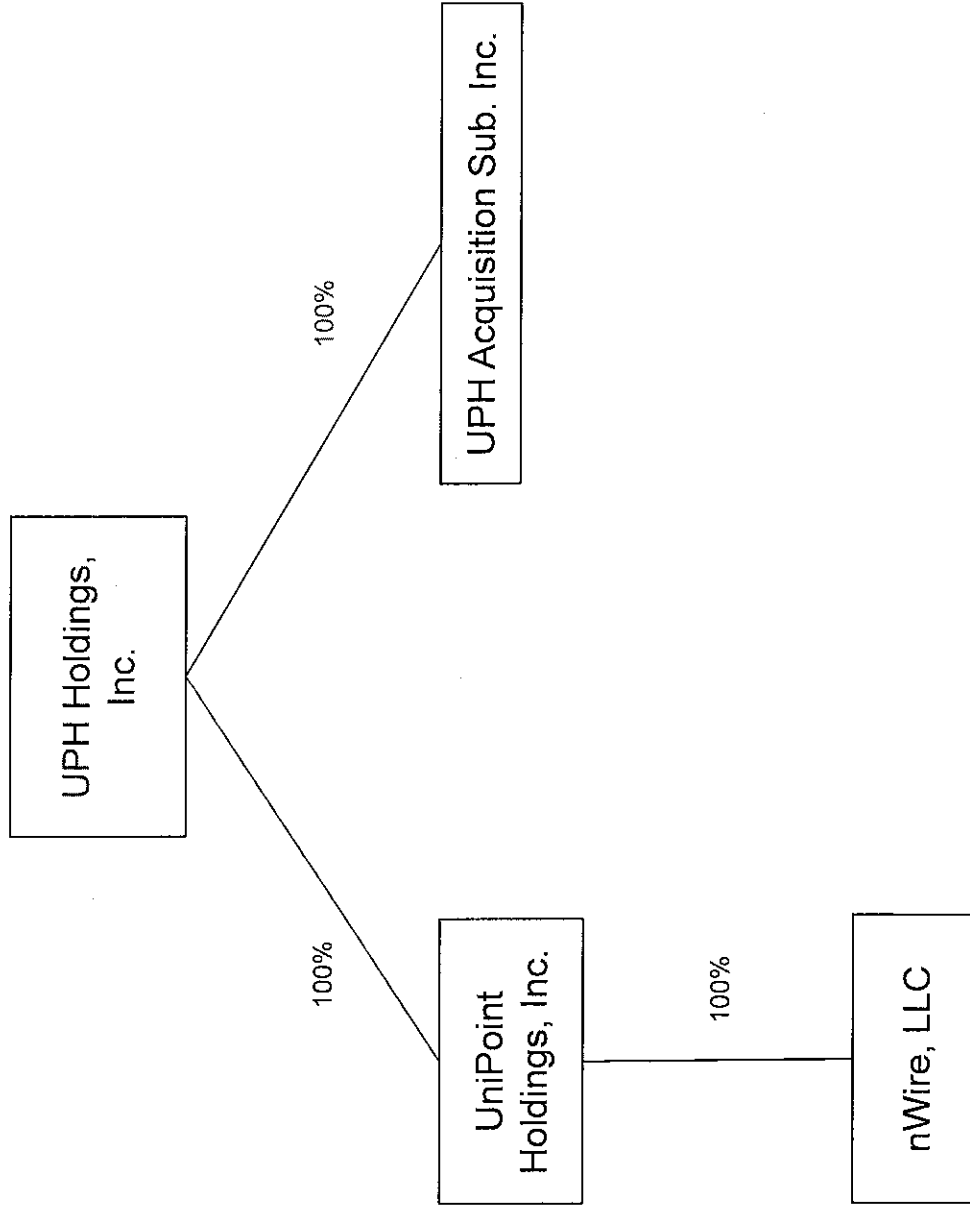 UPH Holdings,
Inc.
100%
100%
UniPoint
Holdings, Inc.
UPH Acquisition Sub. Inc.
100%
nWire, LLC